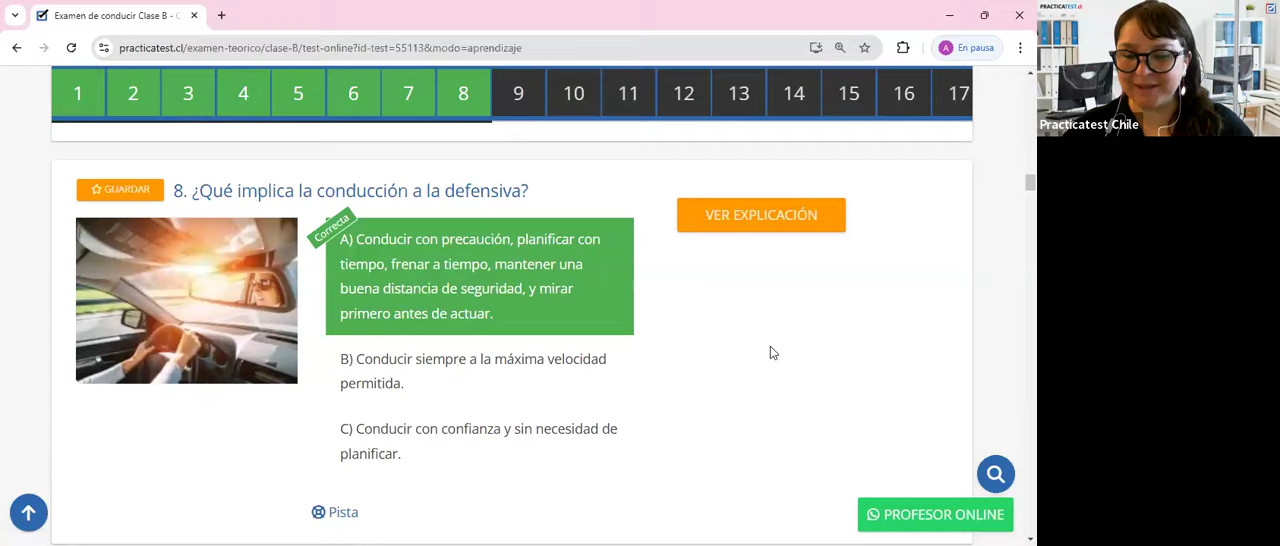 Examen de conducir Clase B - C
practicatest.cl/examen-teorico/clase-B/test-online?id-test=55113&modo=aprendizaje
A
En pausa
PRACTICATEST.cl
Practicatest Chile
1 2 3 4 5 6 7 8 9 10 11 12 13 14 15 16 17
GUARDAR
8. ¿Qué implica la conducción a la defensiva?
VER EXPLICACIÓN
Correcta
A) Conducir con precaución, planificar con
tiempo, frenar a tiempo, mantener una
buena distancia de seguridad, y mirar
primero antes de actuar.
B) Conducir siempre a la máxima velocidad
permitida.
C) Conducir con confianza y sin necesidad de
planificar.
Pista
PROFESOR ONLINE